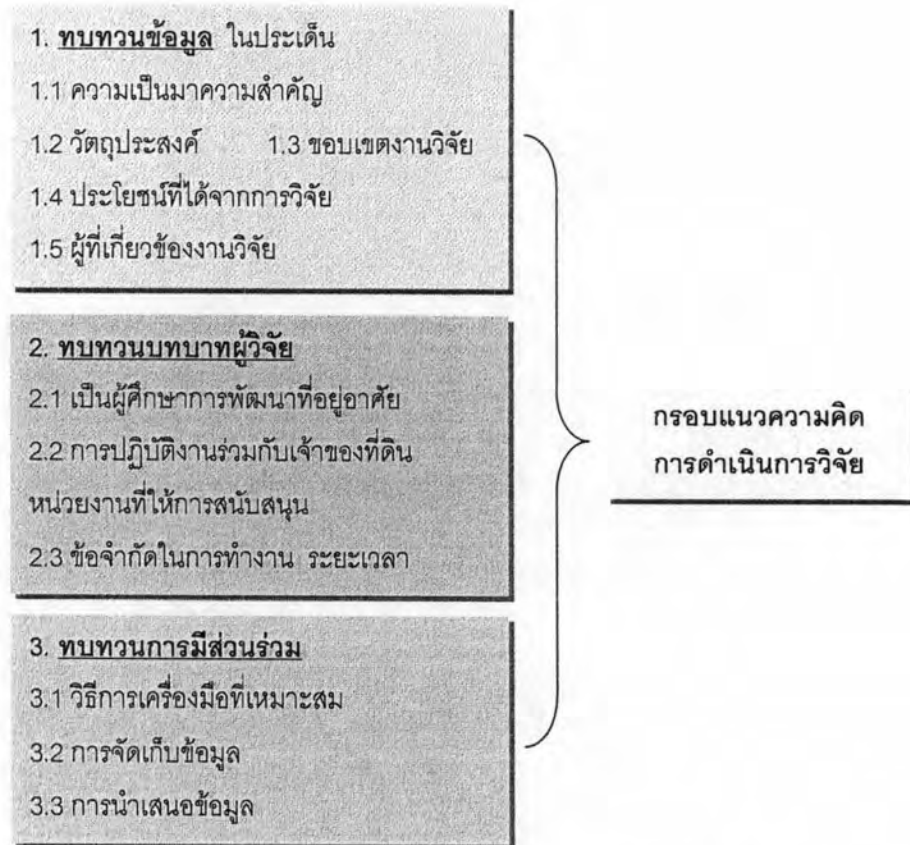 1. ทบทวนข้อมูล ในประเด็น
1.1 ความเป็นมาความสำคัญ
1.2 วัตถุประสงค์ 1.3 ขอบเขตงานวิจัย
1.4 ประโยชน์ที่ได้จากการวิจัย
1.5 ผู้ที่เกี่ยวข้องงานวิจัย
2. ทบทวนบทบาทผู้วิจัย
2.1 เป็นผู้ศึกษาการพัฒนาที่อยู่อาศัย
2.2 การปฏิบัติงานร่วมกับเจ้าของที่ดิน
หน่วยงานที่ให้การสนับสนุน
2.3 ข้อจำกัดในการทำงาน ระยะเวลา
3. ทบทวนการมีส่วนร่วม
3.1 วิธีการเครื่องมือที่เหมาะสม
3.2 การจัดเก็บข้อมูล
3.3 การนำเสนอข้อมูล
กรอบแนวความคิด
การดำเนินการวิจัย